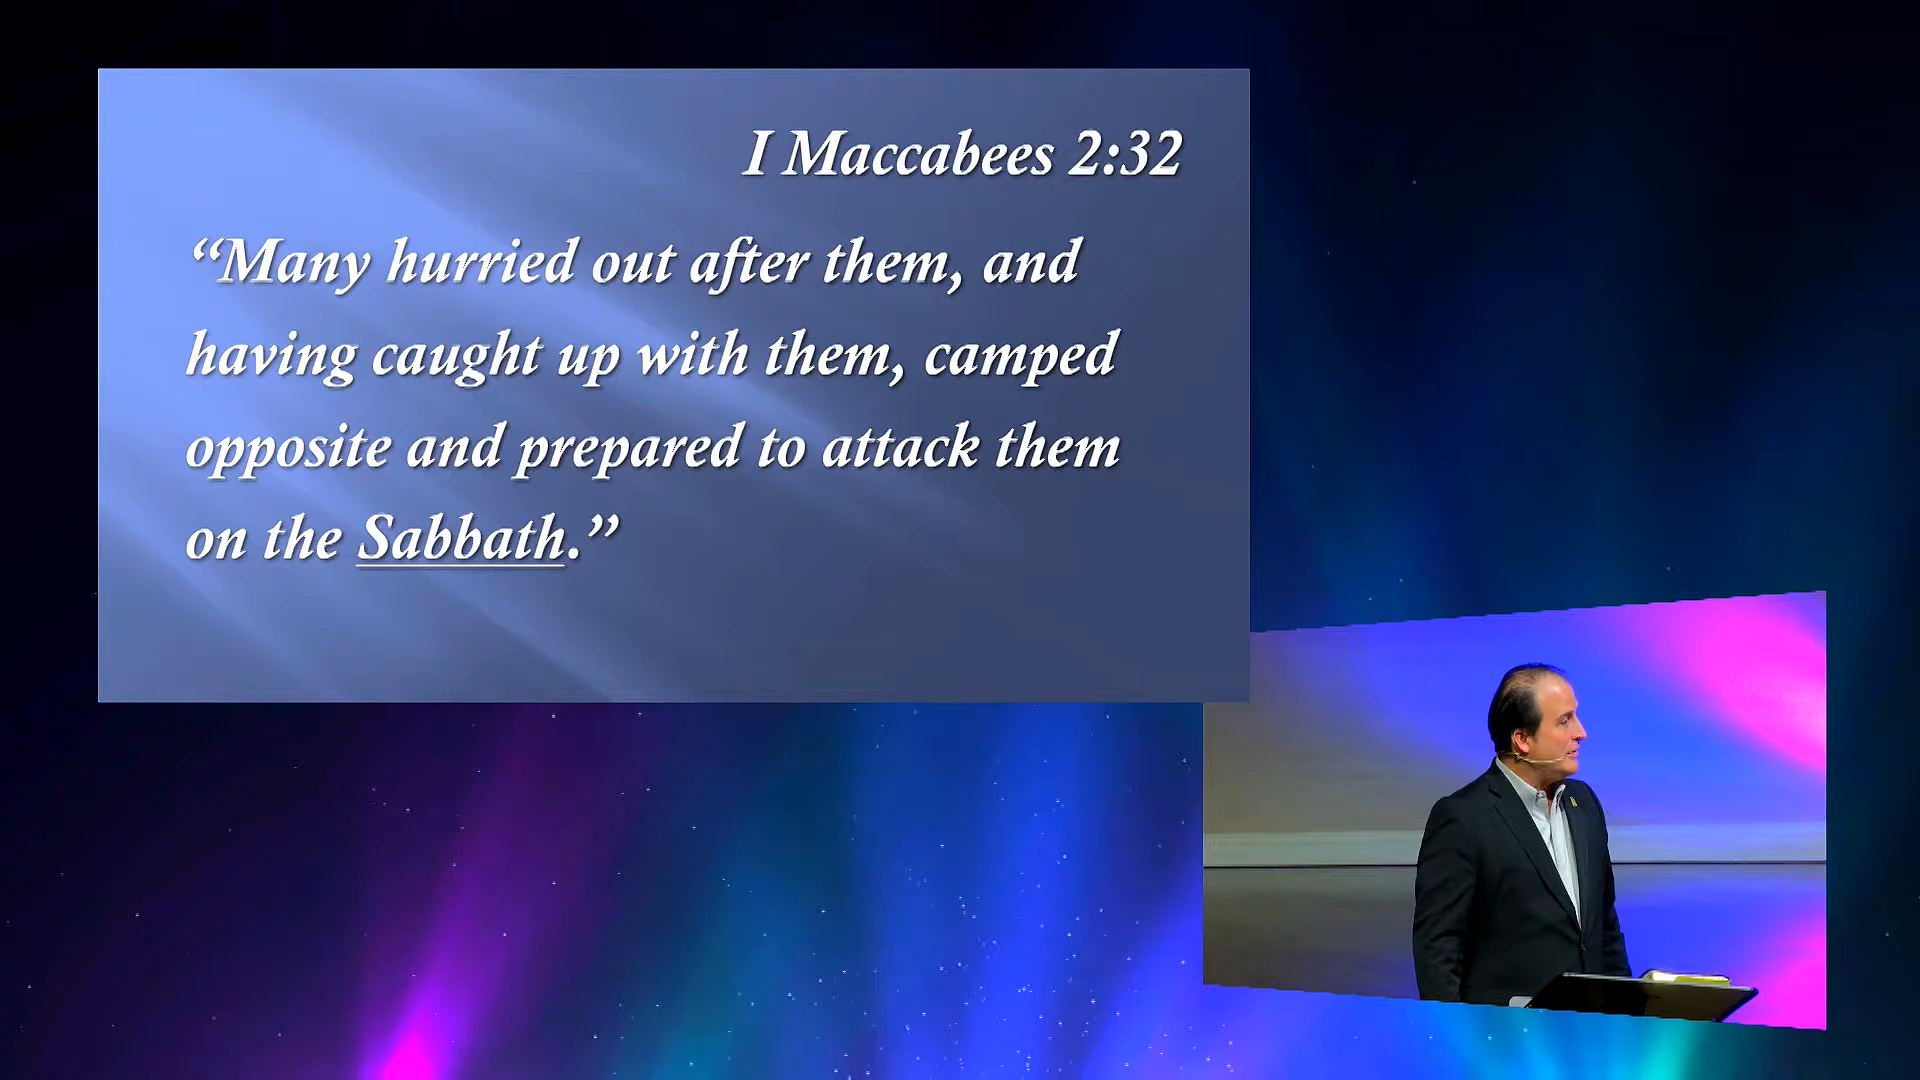 I Maccabees 2:32
“Many hurried out after them, and
having caught up with them, camped
opposite and prepared to attack them
on the Sabbath.”